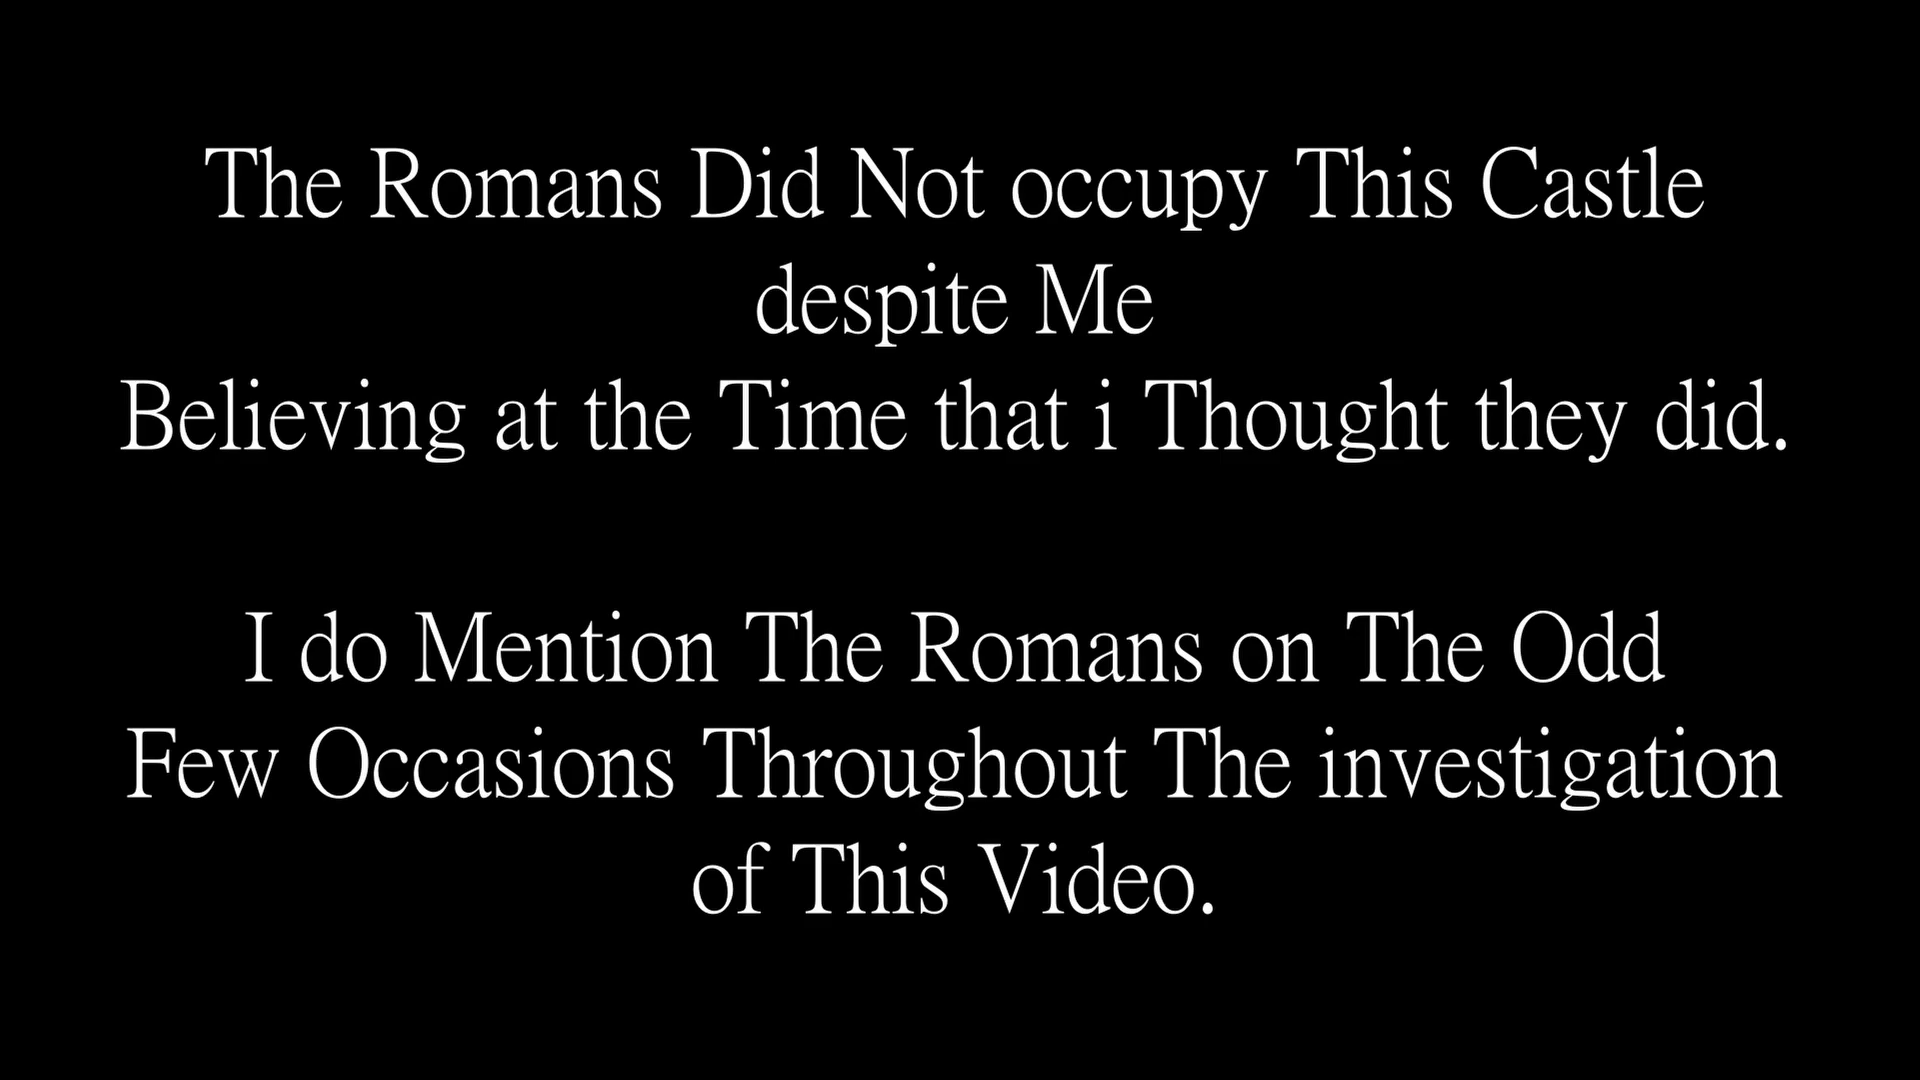 The Romans Did Not occupy This Castle
despite Me
Believing at the Time that i Thought they did.
I do Mention The Romans on The Odd
Few Occasions Throughout The investigation
of This Video.